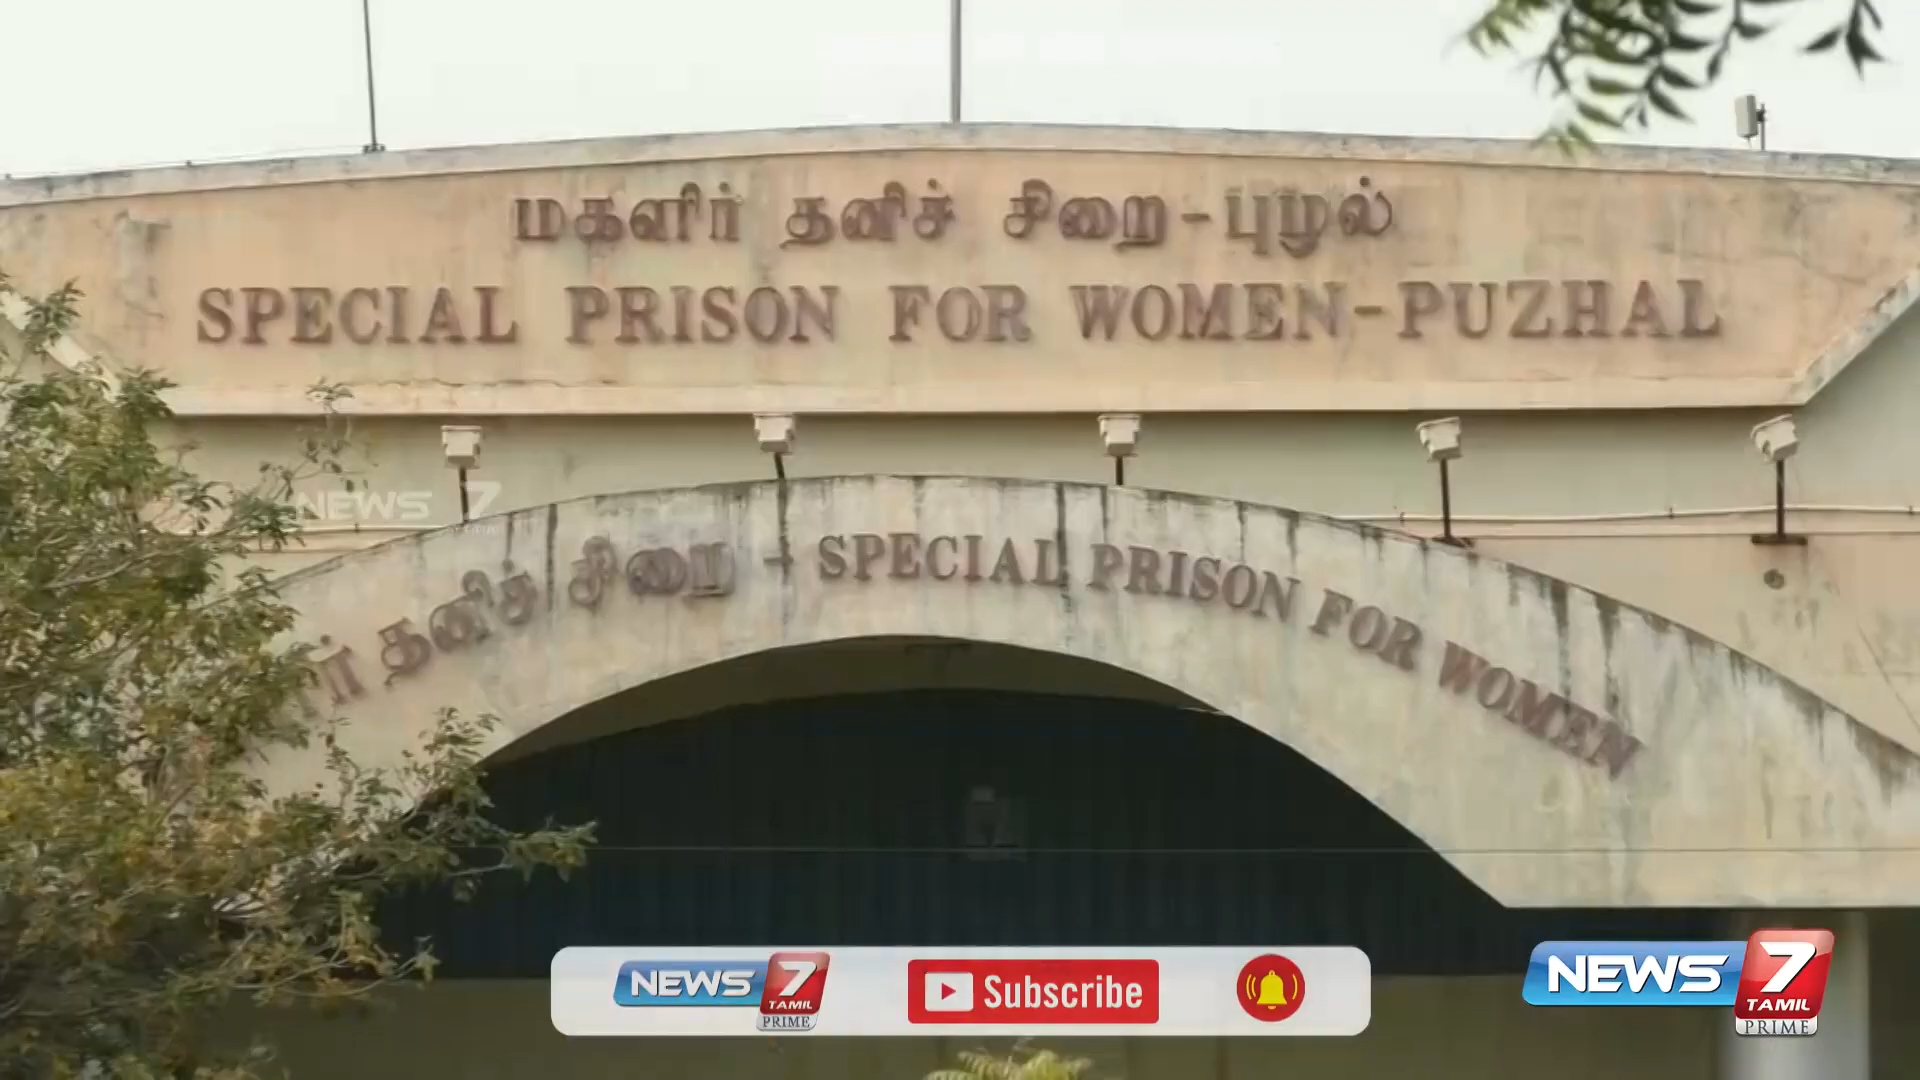 மகளிர் தனிச் சிறை-புழல்
SPECIAL PRISON FOR WOMEN-PUZHAL
NEWS 7
தனிச் சிறை - SPECIAL PRISON FOR WOMEN
NEWS 7 TAMIL PRIME
Subscribe
NEWS 7 TAMIL PRIME